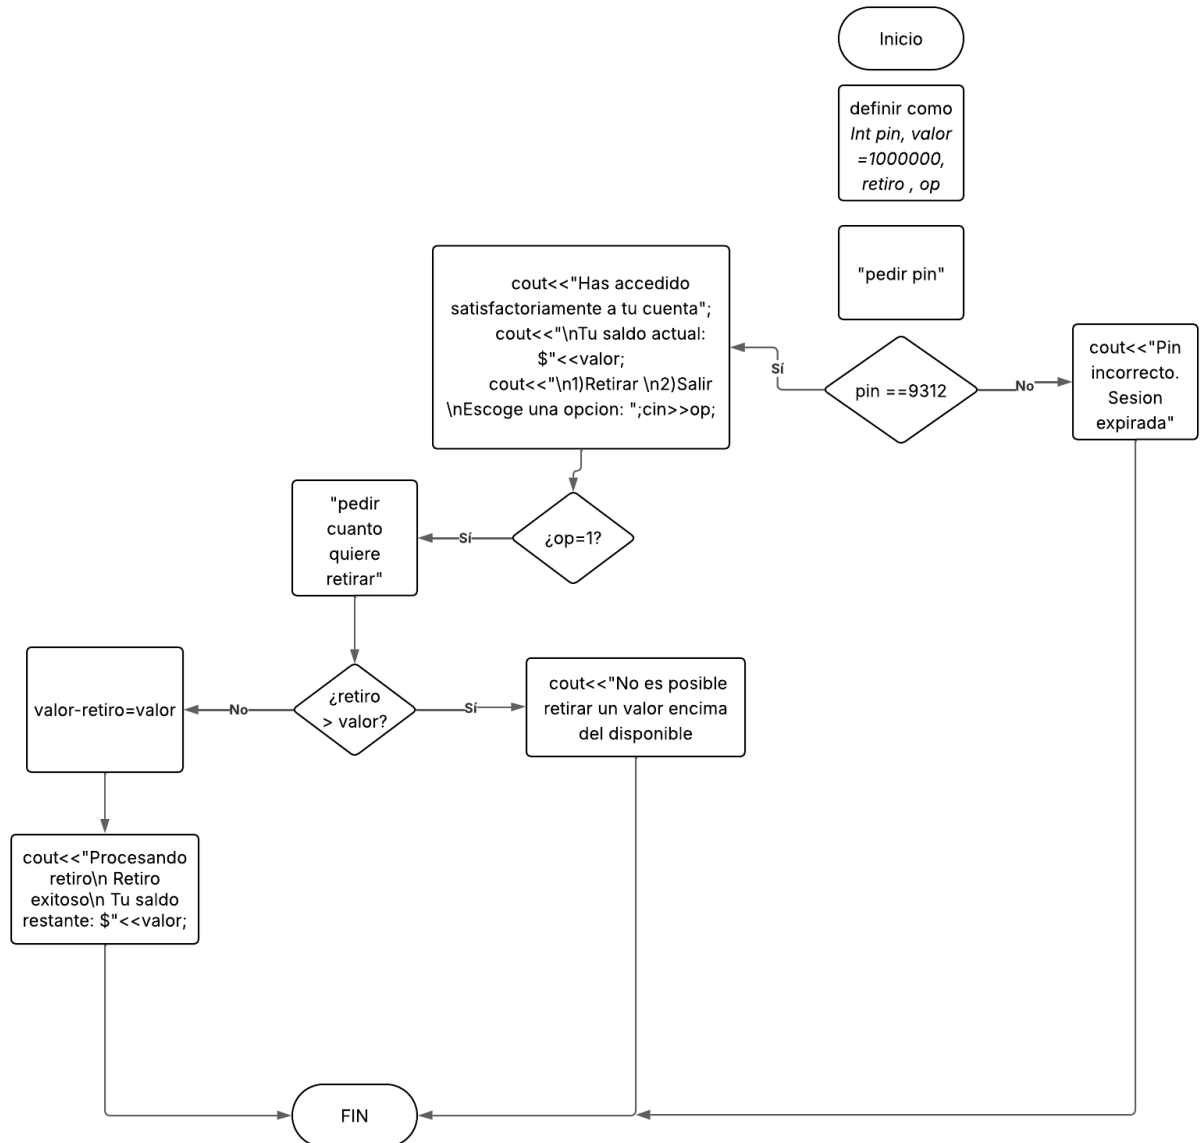 Inicio
definir como
Int pin, valor
=1000000,
retiro , op
"pedir pin"
pin ==9312
Sí
No
cout<<"Has accedido
satisfactoriamente a tu cuenta";
cout<<"\nTu saldo actual:
$"<<valor;
cout<<"\n1)Retirar \n2)Salir
\nEscoge una opcion: ";cin>>op;
cout<<"Pin
incorrecto.
Sesion
expirada"
¿op=1?
Sí
"pedir
cuanto
quiere
retirar"
¿retiro
> valor?
No
Sí
valor-retiro=valor
cout<<"No es posible
retirar un valor encima
del disponible
cout<<"Procesando
retiro\n Retiro
exitoso\n Tu saldo
restante: $"<<valor;
FIN